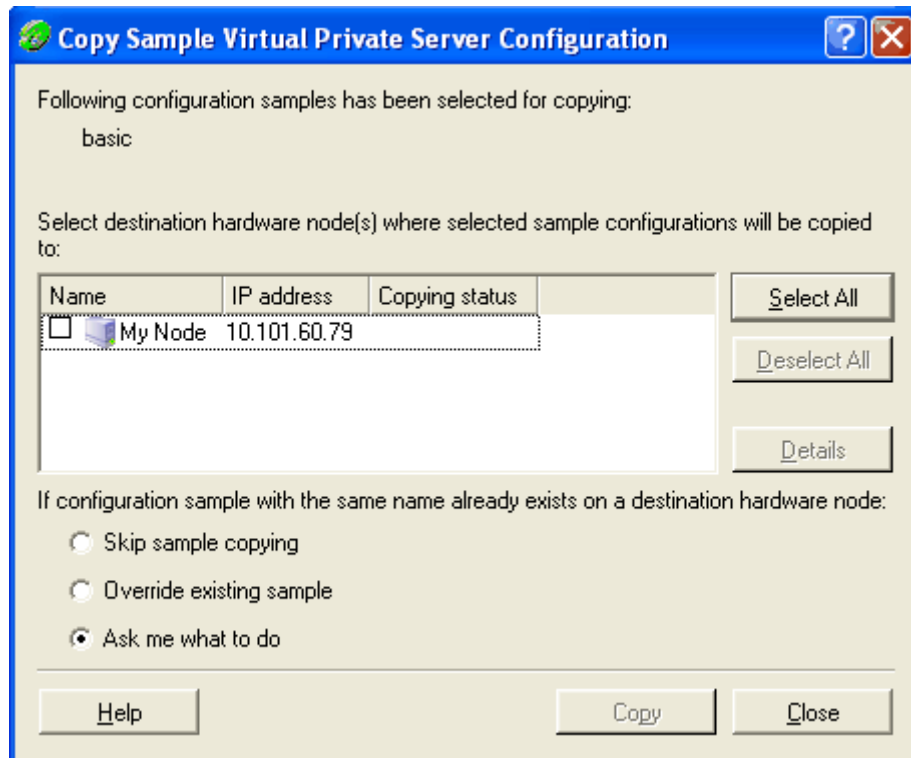 Copy Sample Virtual Private Server Configuration
?
Following configuration samples has been selected for copying:
basic
Select destination hardware node(s) where selected sample configurations will be copied
to:
Name IP address Copying status
My Node 10.101.60.79
Select All
Deselect All
Details
If configuration sample with the same name already exists on a destination hardware node:
Skip sample copying
Override existing sample
Ask me what to do
Help Copy Close